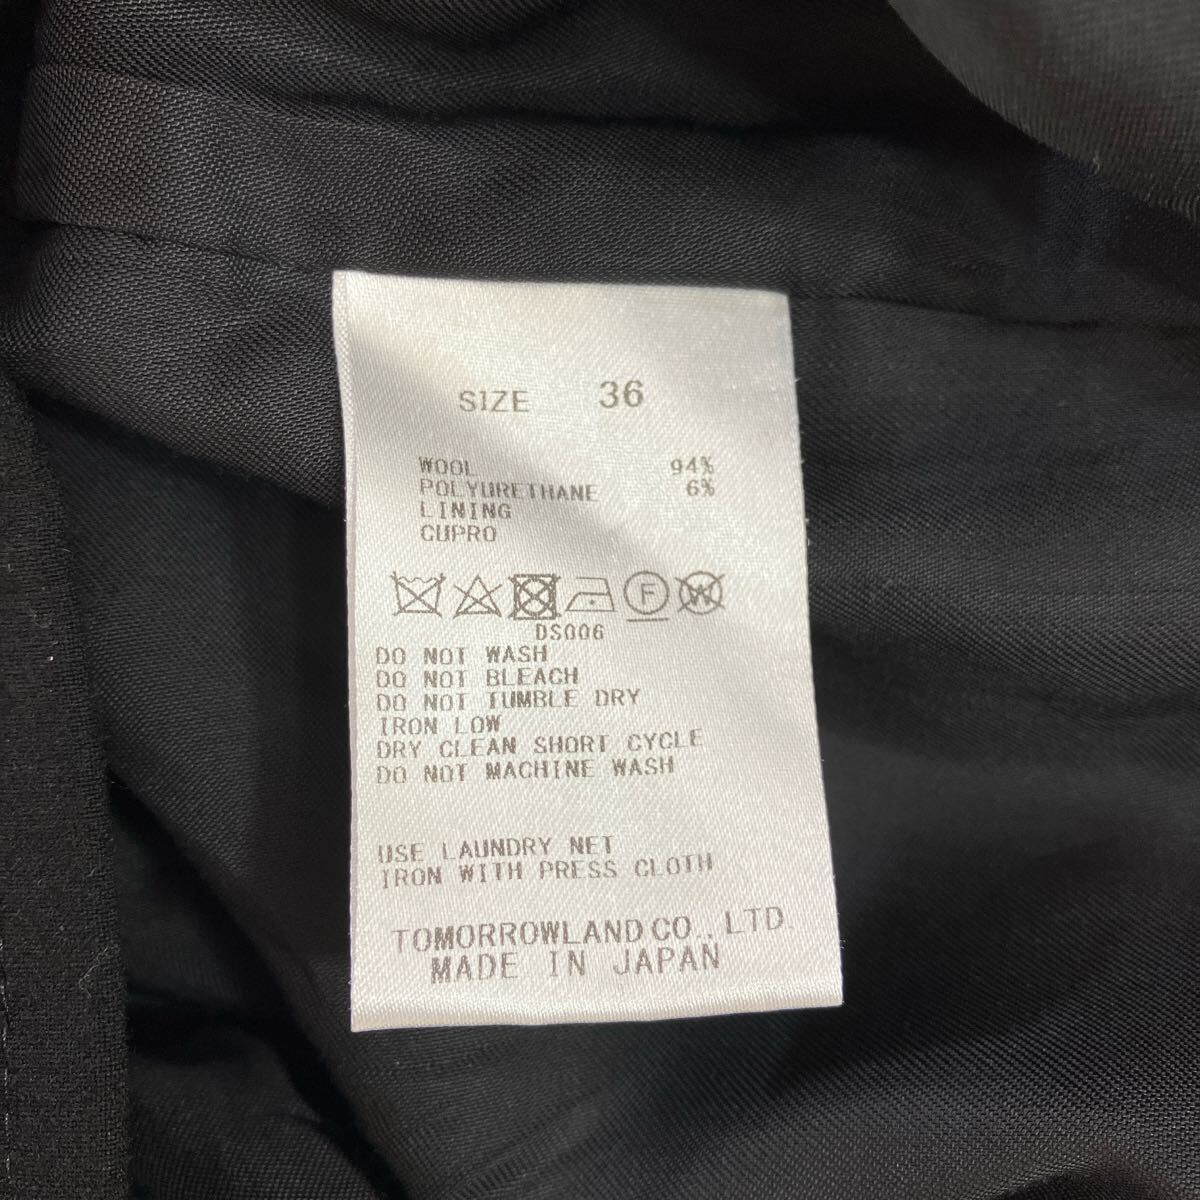 SIZE 36
WOOL 94%
POLYURETHANE 6%
LINING
CUPRO
F W
DS006
DO NOT WASH
DO NOT BLEACH
DO NOT TUMBLE DRY
IRON LOW
DRY CLEAN SHORT CYCLE
DO NOT MACHINE WASH
USE LAUNDRY NET
IRON WITH PRESS CLOTH
TOMORROWLAND CO., LTD.
MADE IN JAPAN